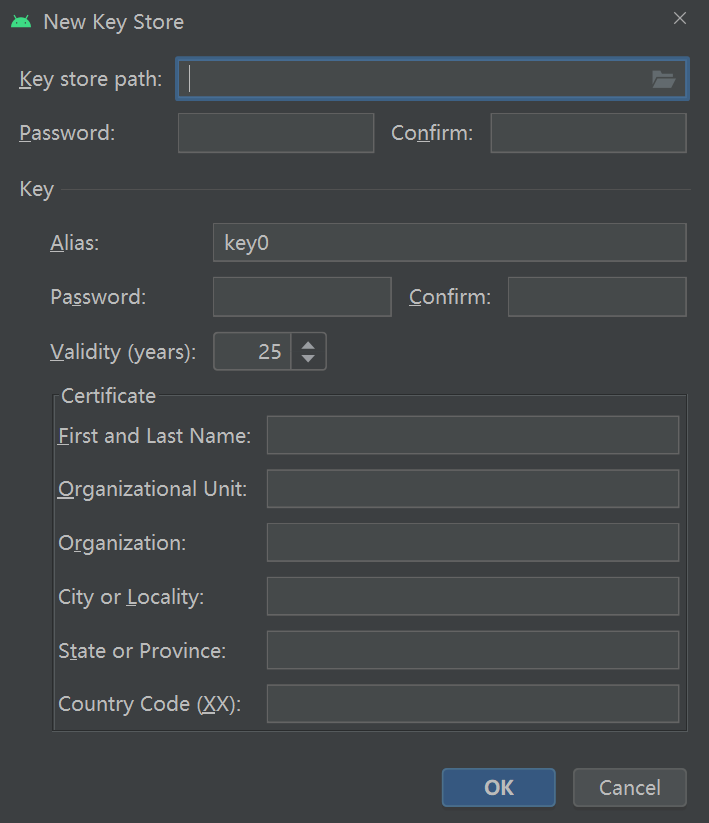 New Key Store
Key store path:
Password: Confirm:
Key
Alias: key0
Password: Confirm:
Validity (years): 25
Certificate
First and Last Name:
Organizational Unit:
Organization:
City or Locality:
State or Province:
Country Code (XX):
OK Cancel